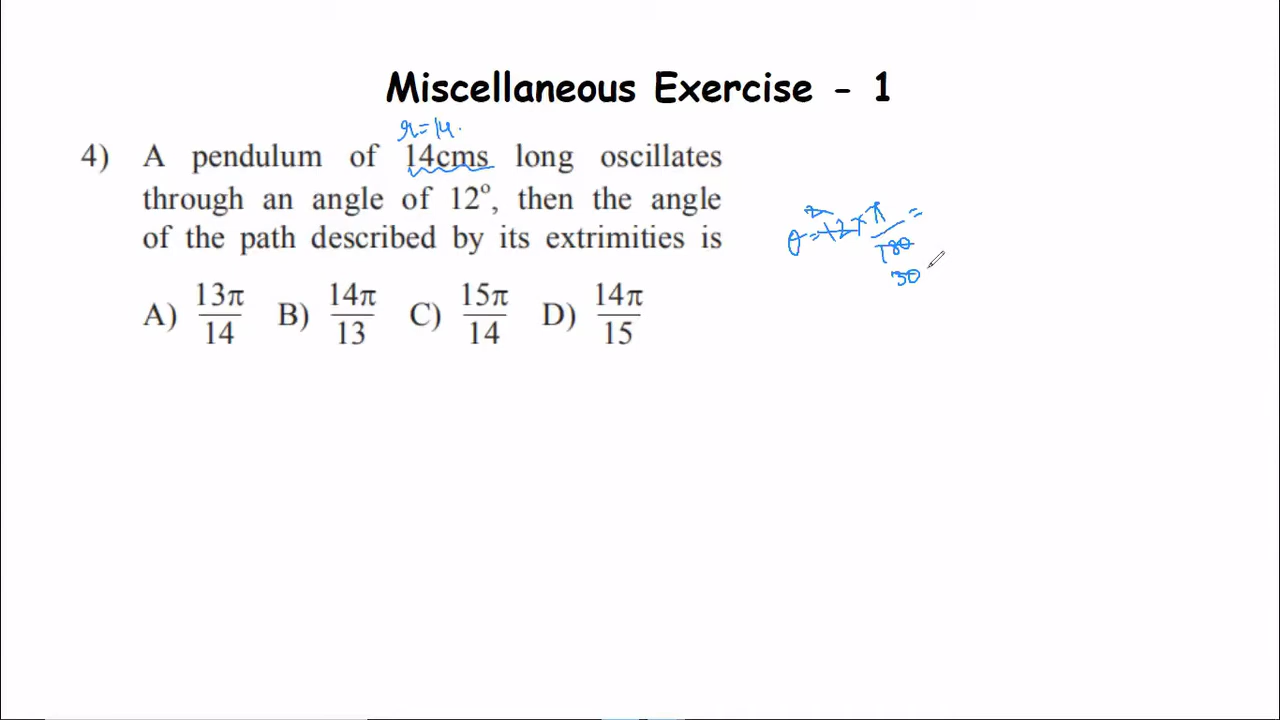 Miscellaneous Exercise - 1
r=14.
4) A pendulum of 14cms long oscillates
through an angle of 12°, then the angle
of the path described by its extrimities is
A) 13π/14 B) 14π/13 C) 15π/14 D) 14π/15
2
θ=12×π/180=
30